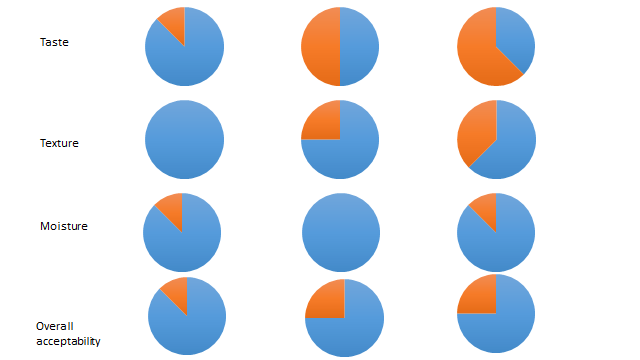 Taste
Texture
Moisture
Overall
acceptability